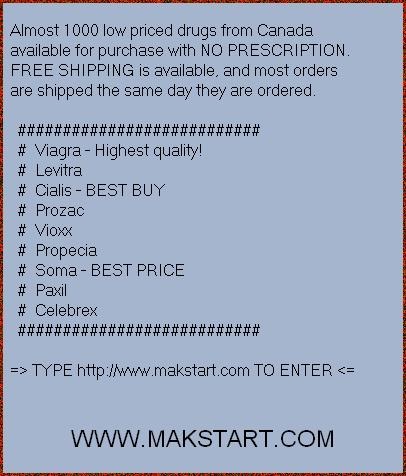 Almost 1000 low priced drugs from Canada
available for purchase with NO PRESCRIPTION.
FREE SHIPPING is available, and most orders
are shipped the same day they are ordered.
###########################
# Viagra - Highest quality!
# Levitra
# Cialis - BEST BUY
# Prozac
# Vioxx
# Propecia
# Soma - BEST PRICE
# Paxil
# Celebrex
###########################
=> TYPE http://www.makstart.com TO ENTER <=
WWW.MAKSTART.COM